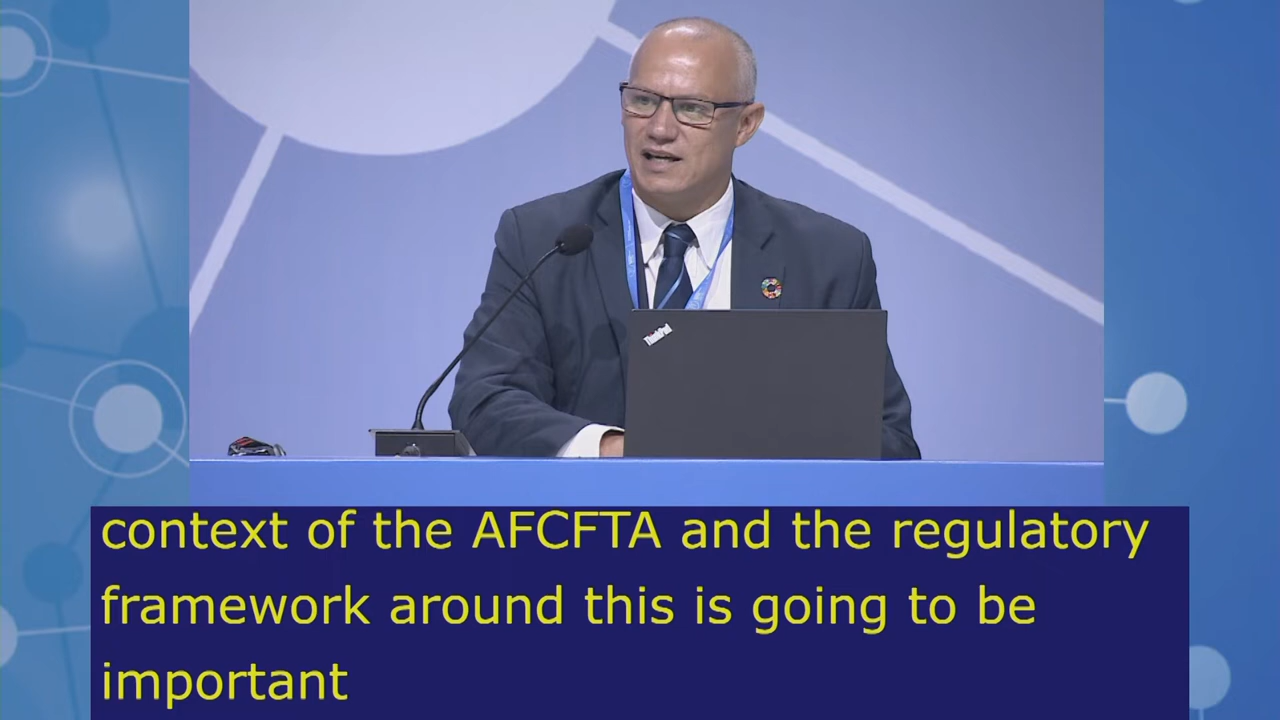 ThinkPad
context of the AFCFTA and the regulatory
framework around this is going to be
important